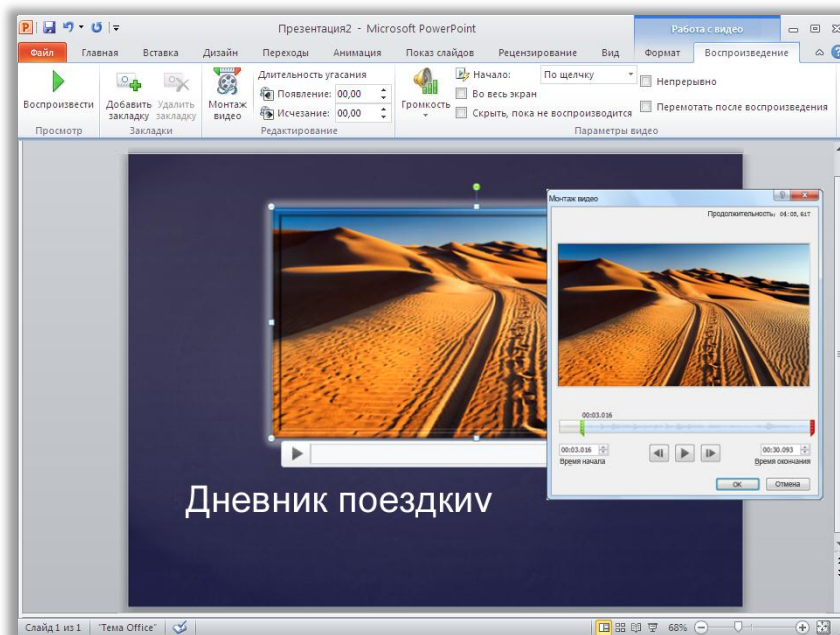 Презентация2 - Microsoft PowerPoint
Работа с видео
Файл Главная Вставка Дизайн Переходы Анимация Показ слайдов Рецензирование Вид Формат Воспроизведение
Воспроизвести
Добавить закладку
Удалить закладку
Монтаж видео
Длительность угасания
Появление: 00,00
Исчезание: 00,00
Громкость
Начало: По щелчку
Во весь экран
Скрыть, пока не воспроизводится
Непрерывно
Перемотать после воспроизведения
Просмотр Закладки Редактирование Параметры видео
Монтаж видео
Продолжительность:
00:03.016
00:03.016
Время начала
00:30.093
Время окончания
ОК Отмена
Дневник поездкиv
Слайд 1 из 1 "Тема Office" 68%